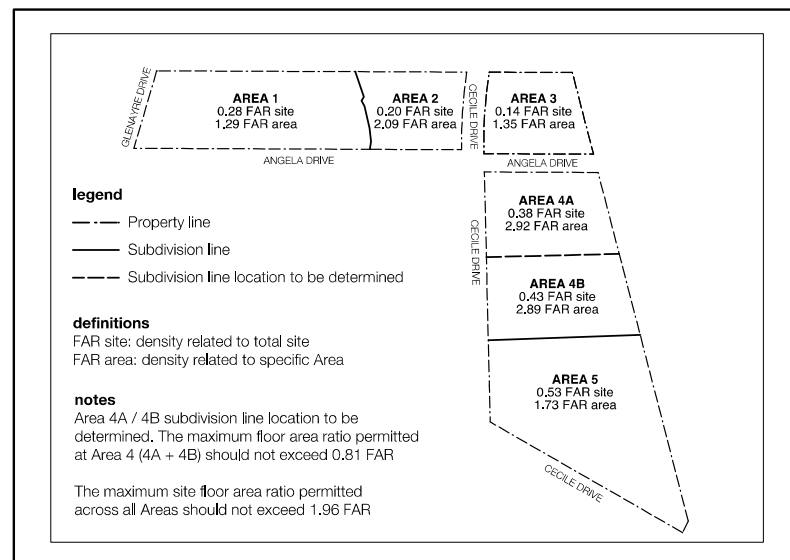 GLENAYRE DRIVE
AREA 1
0.28 FAR site
1.29 FAR area
AREA 2
0.20 FAR site
2.09 FAR area
CECILE DRIVE
AREA 3
0.14 FAR site
1.35 FAR area
ANGELA DRIVE
ANGELA DRIVE
CECILE DRIVE
AREA 4A
0.38 FAR site
2.92 FAR area
AREA 4B
0.43 FAR site
2.89 FAR area
AREA 5
0.53 FAR site
1.73 FAR area
CECILE DRIVE
legend
Property line
Subdivision line
Subdivision line location to be determined
definitions
FAR site: density related to total site
FAR area: density related to specific Area
notes
Area 4A / 4B subdivision line location to be
determined. The maximum floor area ratio permitted
at Area 4 (4A + 4B) should not exceed 0.81 FAR
The maximum site floor area ratio permitted
across all Areas should not exceed 1.96 FAR